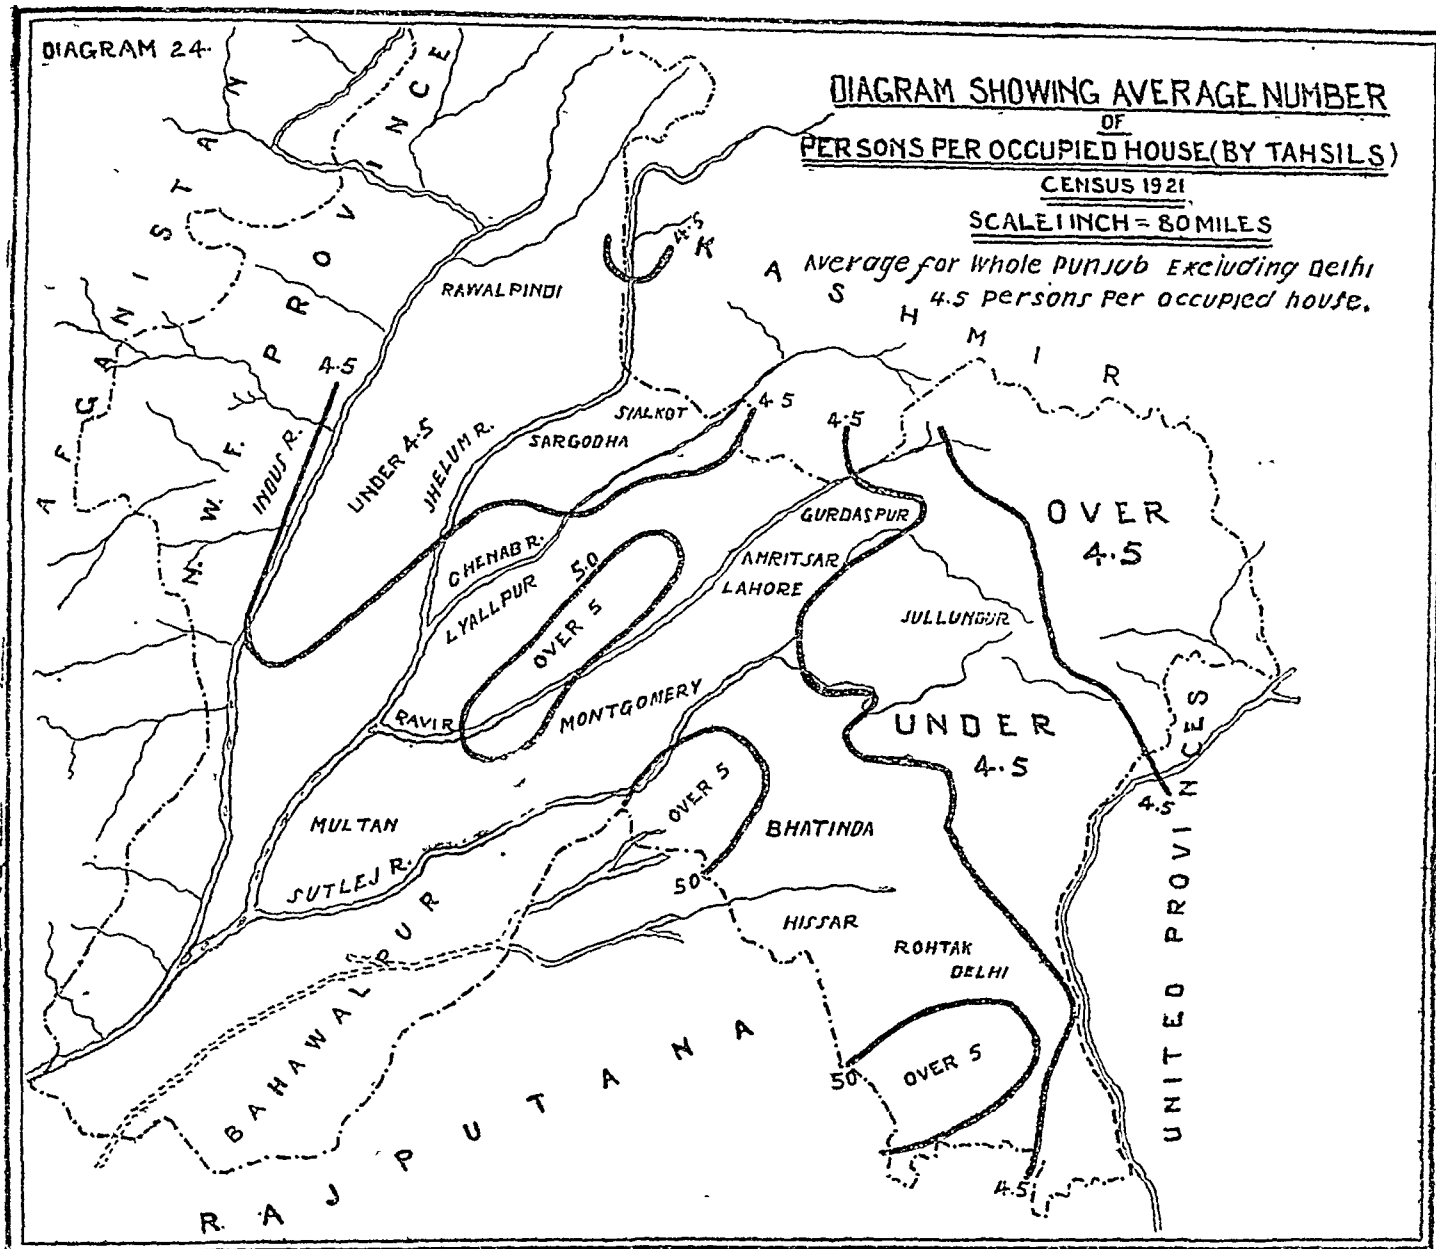 DIAGRAM 24.
DIAGRAM SHOWING AVERAGE NUMBER
OF
PERSONS PER OCCUPIED HOUSE (BY TAHSILS)
CENSUS 1921
SCALE 1 INCH = 80 MILES
Average for Whole Punjub Excluding Delhi
4.5 Persons Per occupied house.
AFGANISTAN
N. W. F. PROVINCE
KASHMIR
4.5
RAWALPINDI
4.5
INDUS R.
UNDER 4.5
JHELUM R.
SARGODHA
SIALKOT
4 5
4.5
OVER
4.5
GURDASPUR
AMRITSAR
LAHORE
CHENAB R.
LYALLPUR
5.0
OVER 5
JULLUNDUR
RAVI R
MONTGOMERY
UNDER
4.5
4.5
OVER 5
50
MULTAN
SUTLEJ R.
BHATINDA
HISSAR
ROHTAK
DELHI
BAHAWALPUR
RAJPUTANA
50
OVER 5
4.5
UNITED PROVINCES